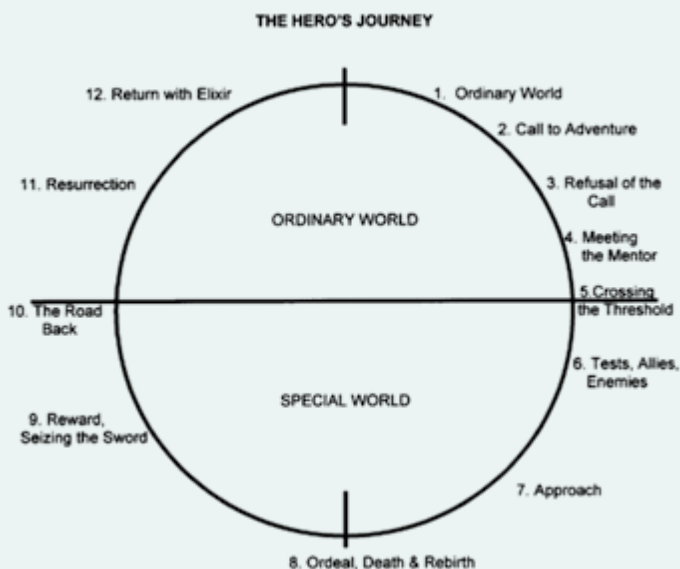 THE HERO'S JOURNEY
12. Return with Elixir
1. Ordinary World
2. Call to Adventure
11. Resurrection
3. Refusal of the
Call
ORDINARY WORLD
4. Meeting
the Mentor
5.Crossing
the Threshold
10. The Road
Back
6. Tests, Allies,
Enemies
SPECIAL WORLD
9. Reward,
Seizing the Sword
7. Approach
8. Ordeal, Death & Rebirth